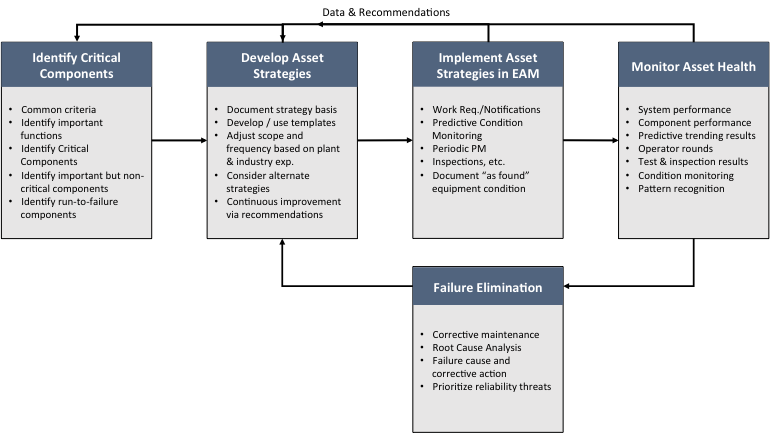 Data & Recommendations
Identify Critical
Components
• Common criteria
• Identify important
functions
• Identify Critical
Components
• Identify important but non-
critical components
• Identify run-to-failure
components
Develop Asset
Strategies
• Document strategy basis
• Develop / use templates
• Adjust scope and
frequency based on plant
& industry exp.
• Consider alternate
strategies
• Continuous improvement
via recommendations
Implement Asset
Strategies in EAM
• Work Req./Notifications
• Predictive Condition
Monitoring
• Periodic PM
• Inspections, etc.
• Document “as found”
equipment condition
Monitor Asset Health
• System performance
• Component performance
• Predictive trending results
• Operator rounds
• Test & inspection results
• Condition monitoring
• Pattern recognition
Failure Elimination
• Corrective maintenance
• Root Cause Analysis
• Failure cause and
corrective action
• Prioritize reliability threats